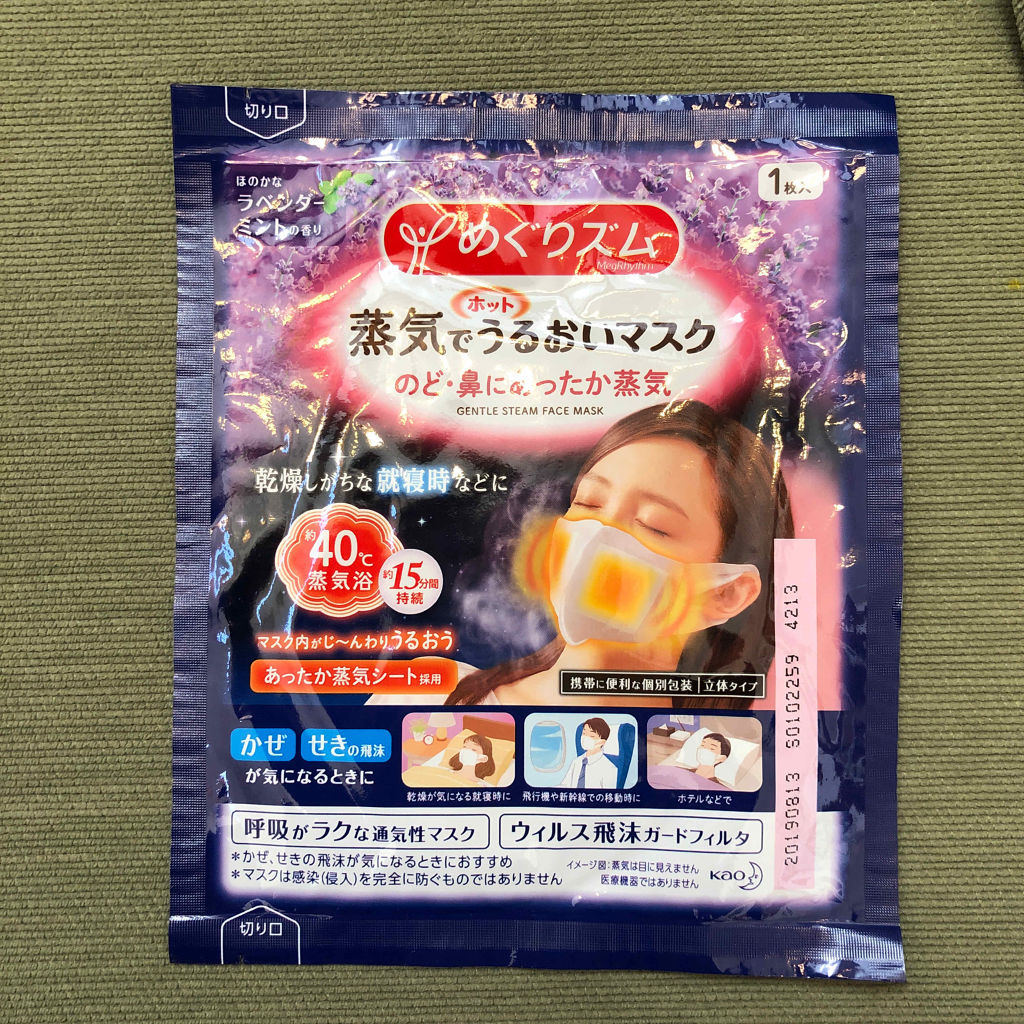 切り口
ほのかな
ラベンダー
ミントの香り
1枚入
めぐりズム
MegRhythm
ホット
蒸気でうるおいマスク
のど・鼻にあったか蒸気
GENTLE STEAM FACE MASK
乾燥しがちな就寝時などに
約40℃
蒸気浴
約15分間
持続
マスク内がじ〜んわりうるおう
あったか蒸気シート採用
携帯に便利な個別包装|立体タイプ
かぜ せきの飛沫
が気になるときに
乾燥が気になる就寝時に
飛行機や新幹線での移動時に
ホテルなどで
呼吸がラクな通気性マスク
ウィルス飛沫ガードフィルタ
*かぜ、せきの飛沫が気になるときにおすすめ
*マスクは感染(侵入)を完全に防ぐものではありません
イメージ図:蒸気は目に見えません
医療機器ではありません
Kao
20190813 S0102259 4213
切り口